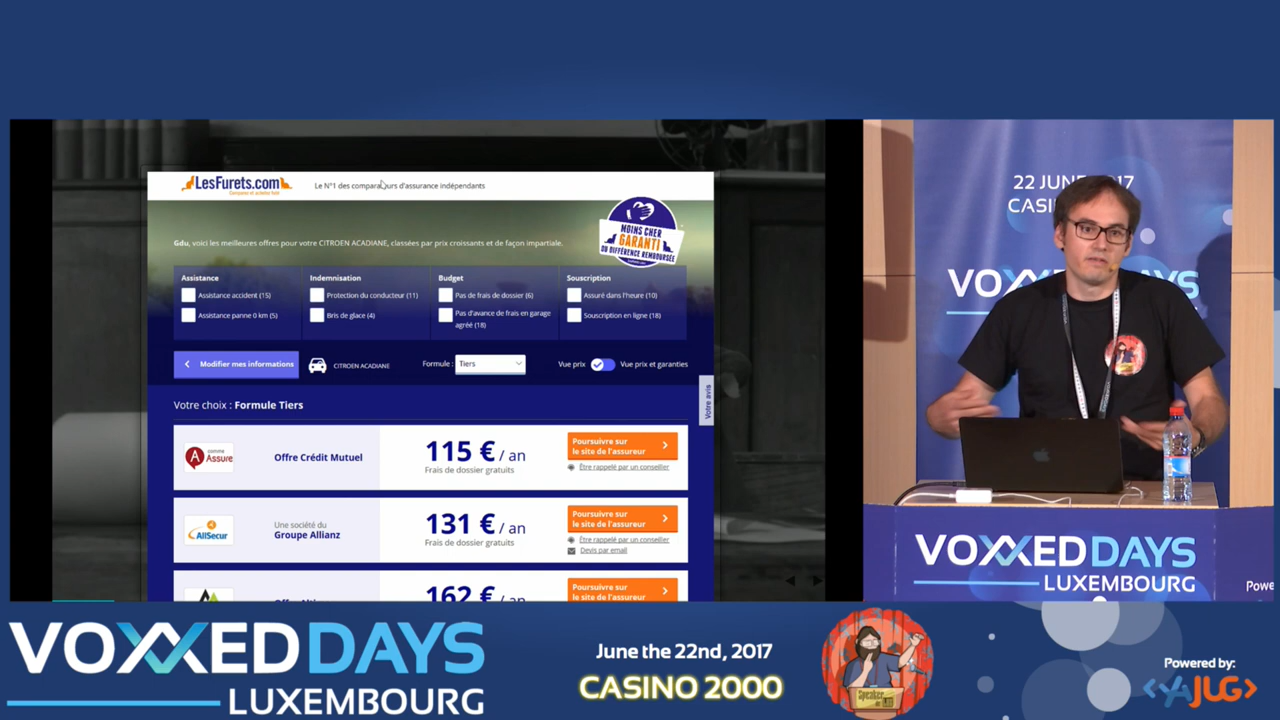 LesFurets.com
Le N°1 des comparateurs d'assurance indépendants
MOINS CHER
GARANTI
OU DIFFÉRENCE REMBOURSÉE
Gdu, voici les meilleures offres pour votre CITROEN ACADIANE, classées par prix croissants et de façon impartiale.
Assistance
Assistance accident (15)
Assistance panne 0 km (5)
Indemnisation
Protection du conducteur (11)
Bris de glace (4)
Budget
Pas de frais de dossier (6)
Pas d'avance de frais en garage
agréé (18)
Souscription
Assuré dans l'heure (10)
Souscription en ligne (18)
Modifier mes informations
CITROEN ACADIANE
Formule :
Tiers
Vue prix
Vue prix et garanties
Votre avis
Votre choix : Formule Tiers
comme
Assure
Offre Crédit Mutuel
115 € / an
Frais de dossier gratuits
Poursuivre sur
le site de l'assureur
Être rappelé par un conseiller
AllSecur
Une société du
Groupe Allianz
131 € / an
Frais de dossier gratuits
Poursuivre sur
le site de l'assureur
Être rappelé par un conseiller
Devis par email
162 € / an
Poursuivre sur
le site de l'assureur
22 JUNE 2017
VOXXED DAYS
VOXXED DAYS
LUXEMBOURG
VOXXED DAYS
LUXEMBOURG
June the 22nd, 2017
CASINO 2000
Speaker
Powered by:
YAJUG